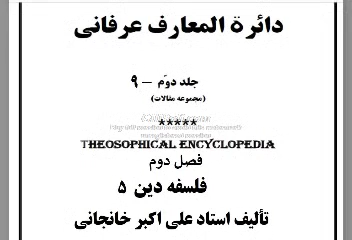 دائرة المعارف عرفانی
جلد دوّم – ۹
(مجموعه مقالات)
*****
THEOSOPHICAL ENCYCLOPEDIA
فصل دوم
فلسفه دین ۵
تألیف استاد علی اکبر خانجانی